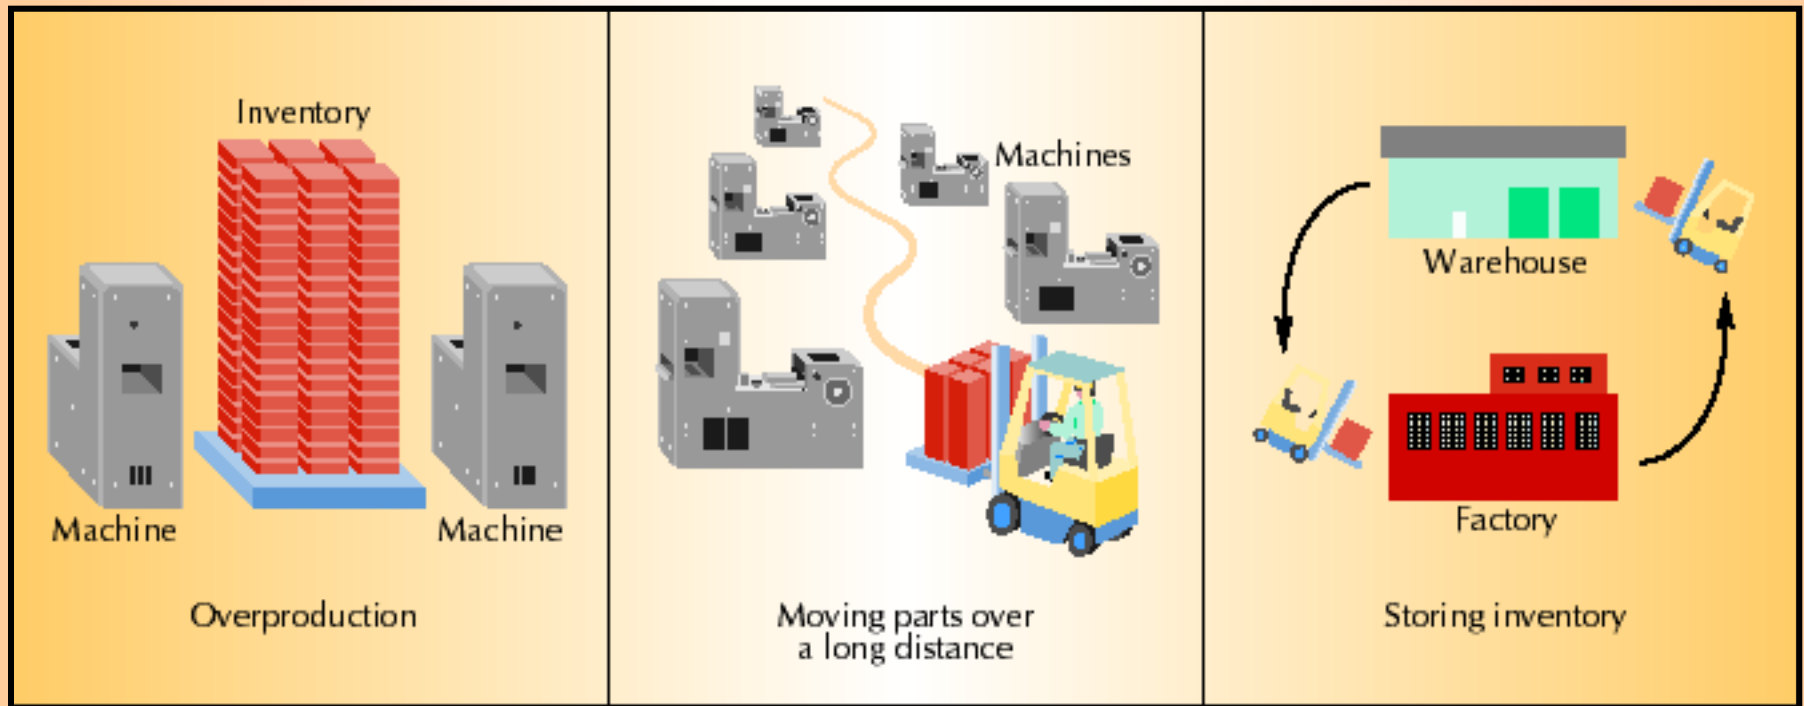 Inventory
Machine
Machine
Overproduction
Machines
Moving parts over
a long distance
Warehouse
Factory
Storing inventory